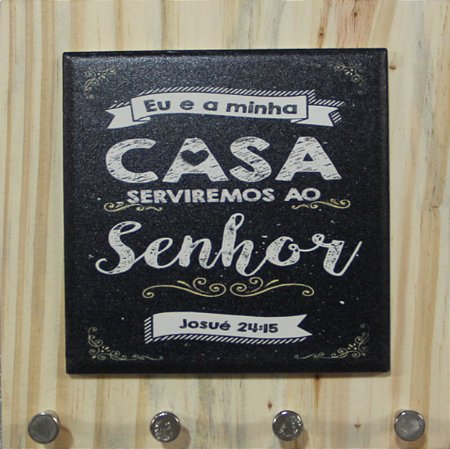 Eu e a minha
CASA
SERVIREMOS AO
Senhor
Josué 24:15